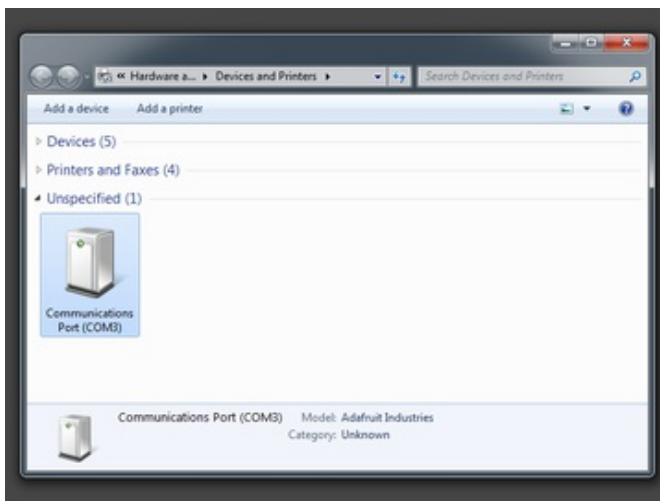 « Hardware a... ▸ Devices and Printers ▸
Search Devices and Printers
Add a device Add a printer
Devices (5)
Printers and Faxes (4)
Unspecified (1)
Communications
Port (COM3)
Communications Port (COM3) Model: Adafruit Industries
Category: Unknown